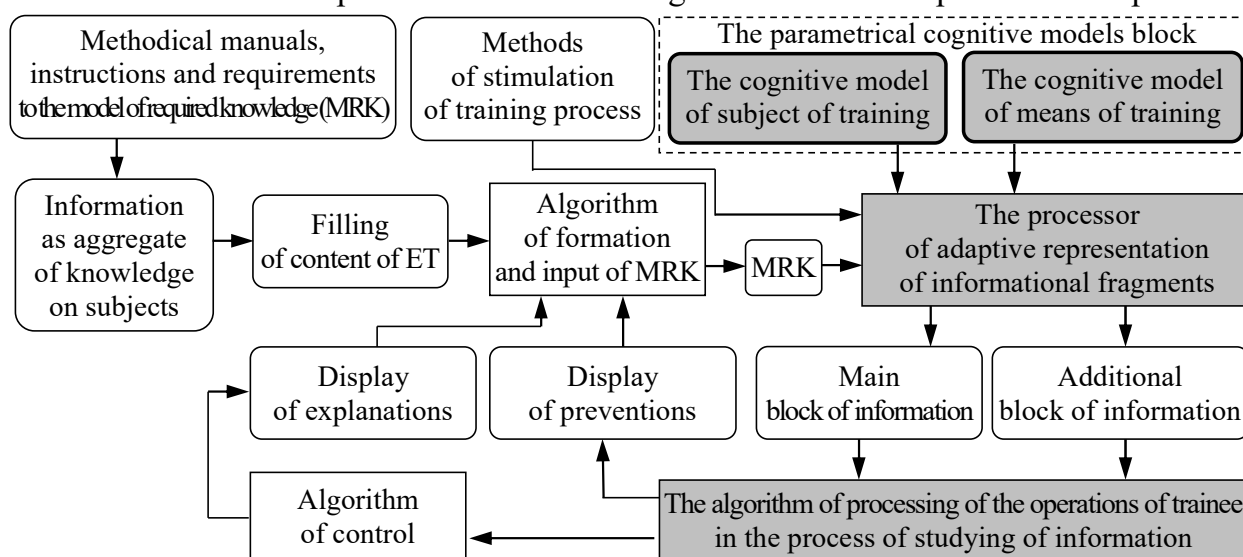 Methodical manuals,
instructions and requirements
to the model of required knowledge (MRK)
Methods
of stimulation
of training process
The parametrical cognitive models block
The cognitive model
of subject of training
The cognitive model
of means of training
Information
as aggregate
of knowledge
on subjects
Filling
of content of ET
Algorithm
of formation
and input of MRK
MRK
The processor
of adaptive representation
of informational fragments
Display
of explanations
Display
of preventions
Main
block of information
Additional
block of information
Algorithm
of control
The algorithm of processing of the operations of trainee
in the process of studying of information